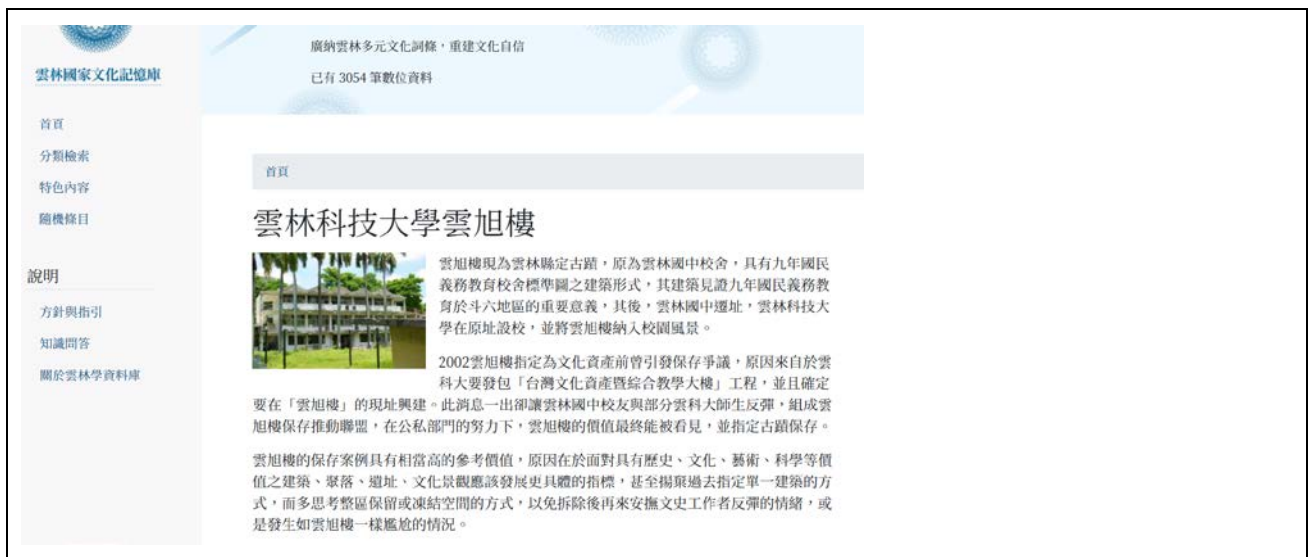 廣納雲林多元文化詞條，重建文化自信
已有 3054 筆數位資料
雲林國家文化記憶庫
首頁
分類檢索
特色內容
隨機條目
說明
方針與指引
知識問答
關於雲林學資料庫
首頁
雲林科技大學雲旭樓
雲旭樓現為雲林縣定古蹟，原為雲林國中校舍，具有九年國民
義務教育校舍標準圖之建築形式，其建築見證九年國民義務教
育於斗六地區的重要意義，其後，雲林國中遷址，雲林科技大
學在原址設校，並將雲旭樓納入校園風景。
2002雲旭樓指定為文化資產前曾引發保存爭議，原因來自於雲
科大要發包「台灣文化資產暨綜合教學大樓」工程，並且確定
要在「雲旭樓」的現址興建。此消息一出卻讓雲林國中校友與部分雲科大師生反彈，組成雲
旭樓保存推動聯盟，在公私部門的努力下，雲旭樓的價值最終能被看見，並指定古蹟保存。
雲旭樓的保存案例具有相當高的參考價值，原因在於面對具有歷史、文化、藝術、科學等價
值之建築、聚落、遺址、文化景觀應該發展更具體的指標，甚至揚棄過去指定單一建築的方
式，而多思考整區保留或凍結空間的方式，以免拆除後再來安撫文史工作者反彈的情緒，或
是發生如雲旭樓一樣尷尬的情況。